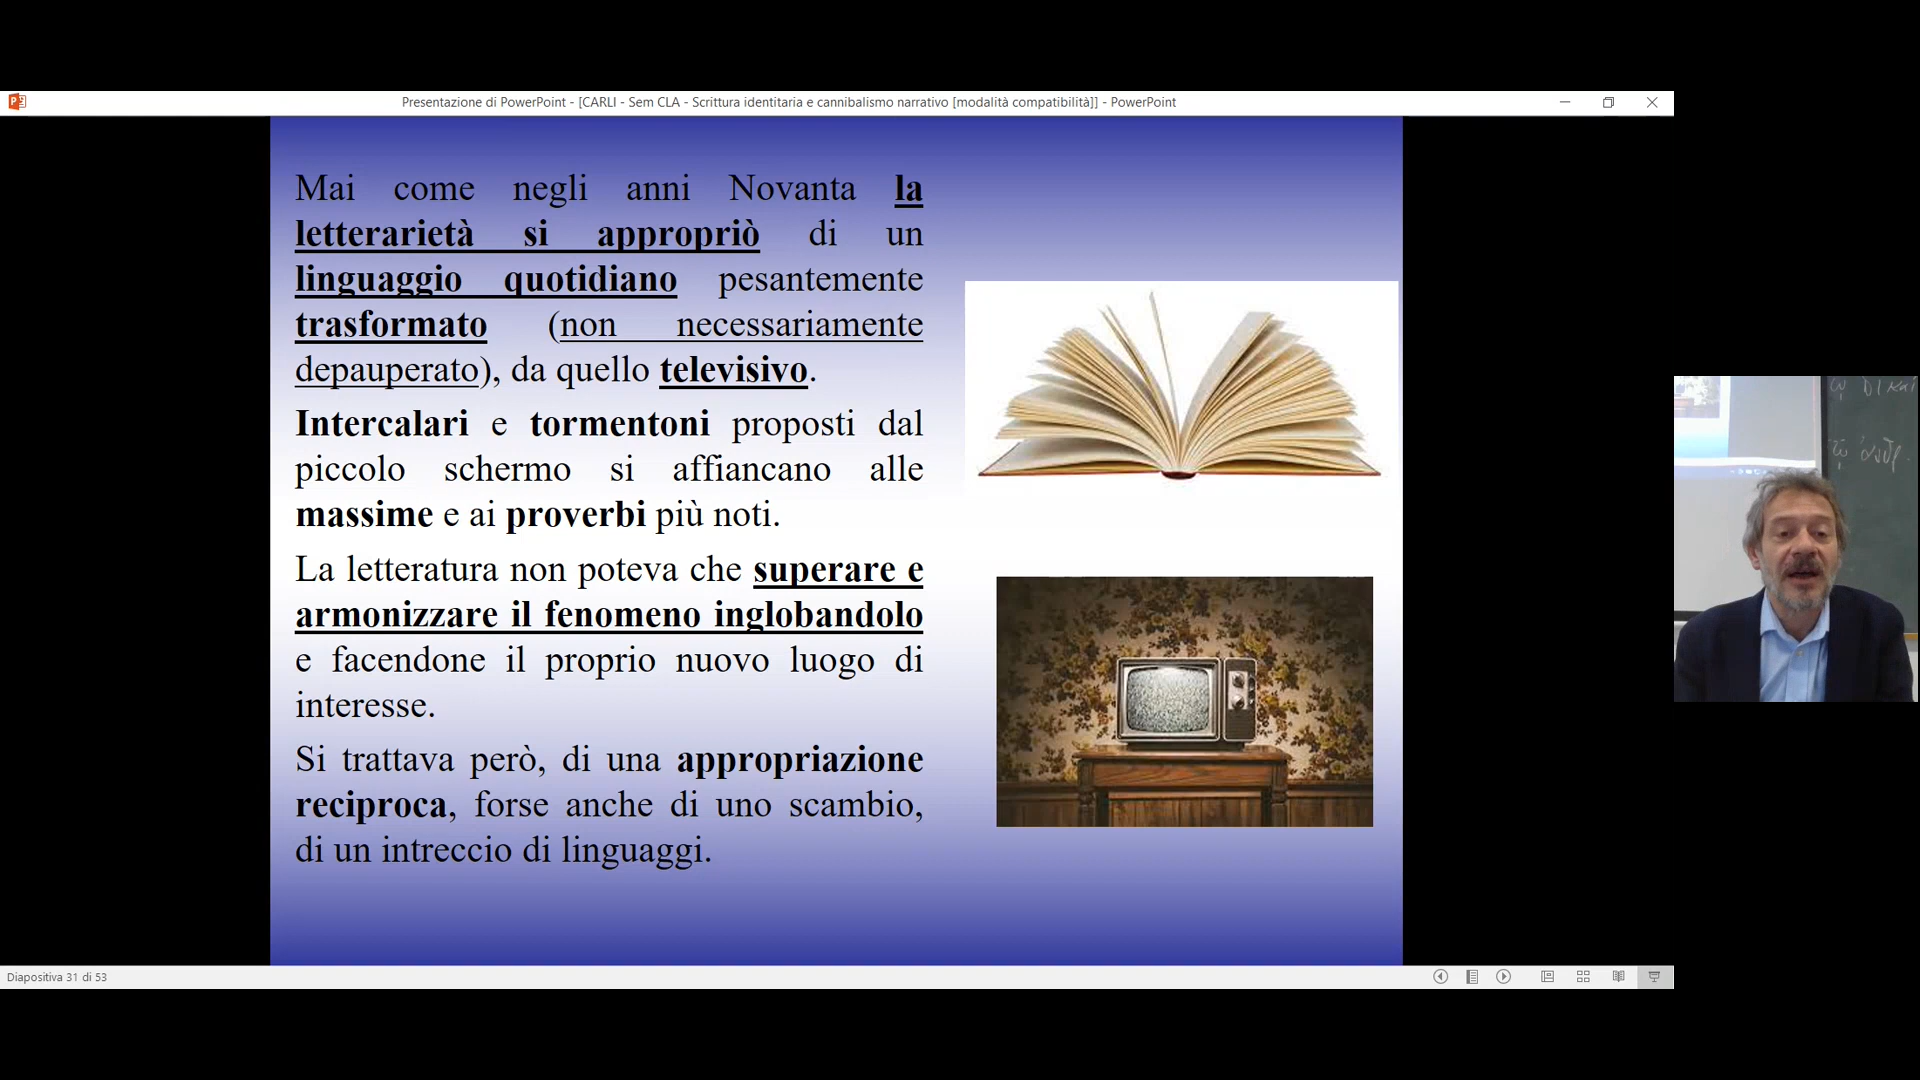 Presentazione di PowerPoint - [CARLI - Sem CLA - Scrittura identitaria e cannibalismo narrativo [modalità compatibilità]] - PowerPoint
Mai come negli anni Novanta la
letterarietà si appropriò di un
linguaggio quotidiano pesantemente
trasformato (non necessariamente
depauperato), da quello televisivo.
Intercalari e tormentoni proposti dal
piccolo schermo si affiancano alle
massime e ai proverbi più noti.
La letteratura non poteva che superare e
armonizzare il fenomeno inglobandolo
e facendone il proprio nuovo luogo di
interesse.
Si trattava però, di una appropriazione
reciproca, forse anche di uno scambio,
di un intreccio di linguaggi.
Diapositiva 31 di 53